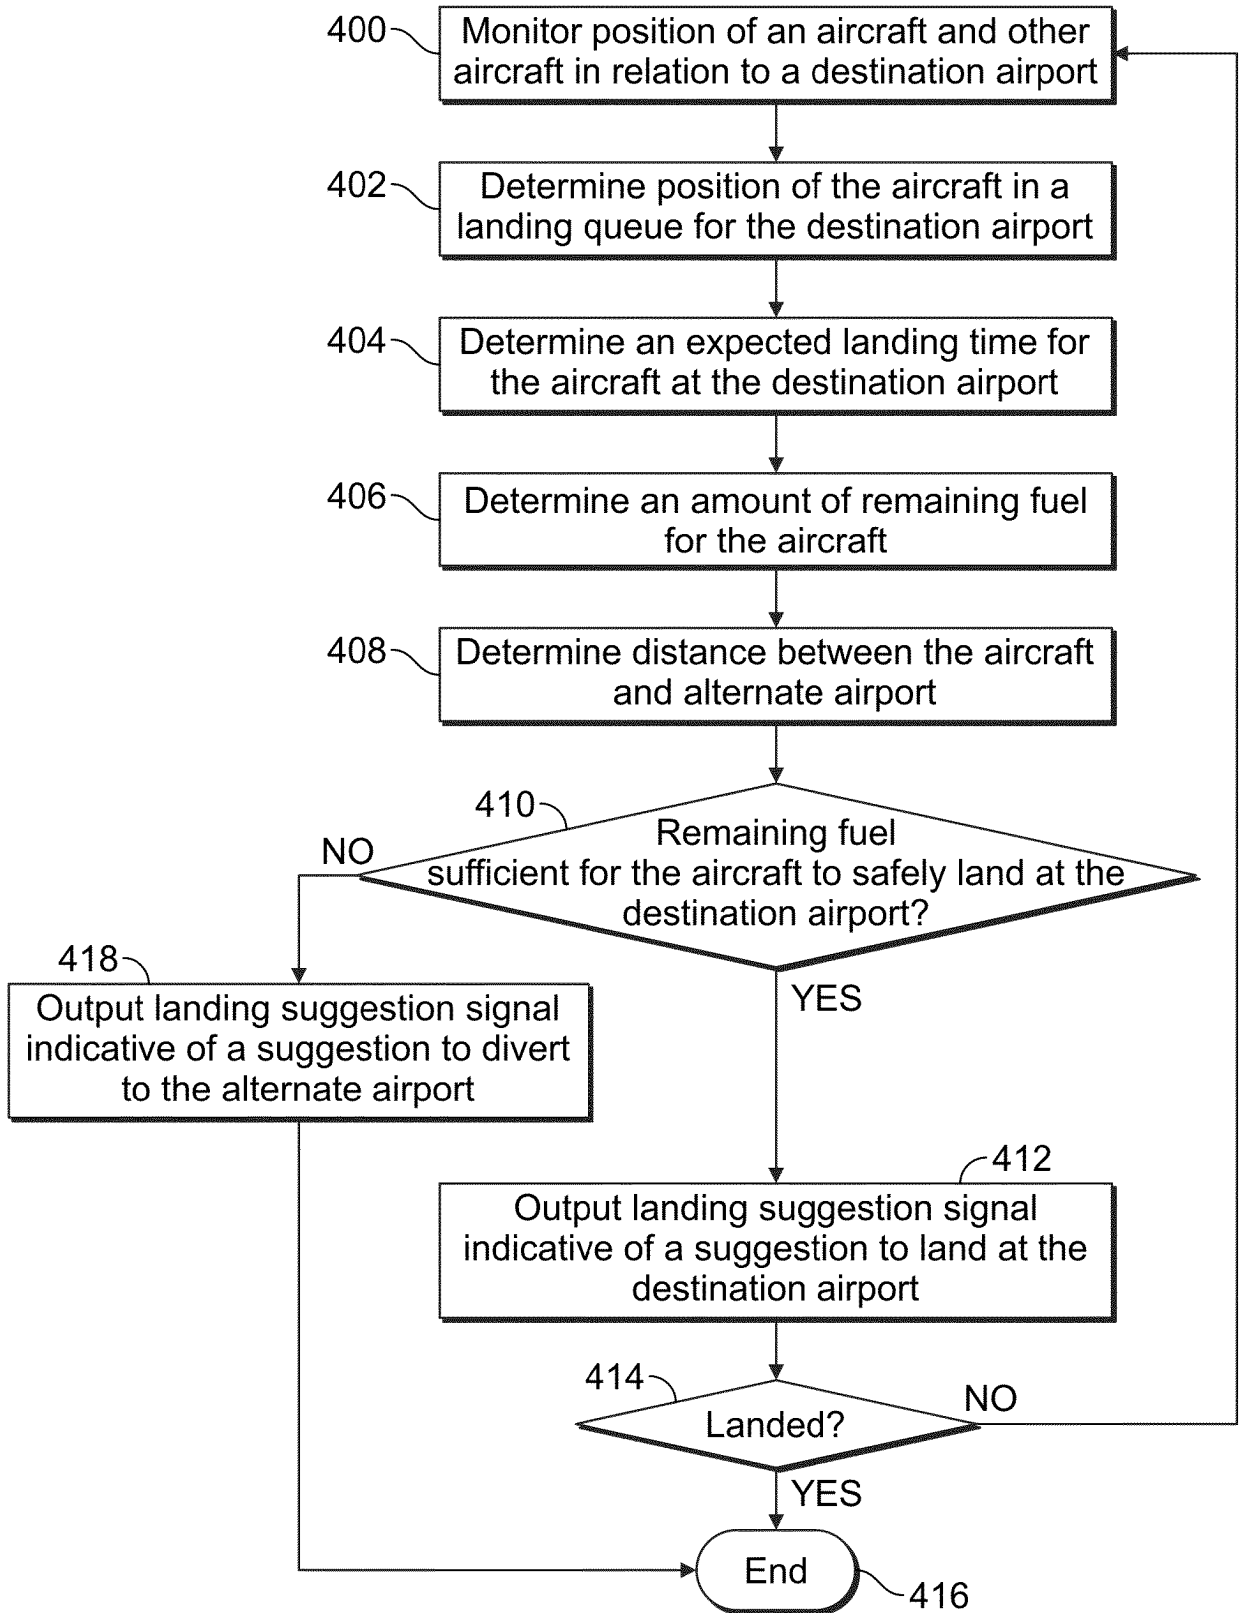 400
Monitor position of an aircraft and other
aircraft in relation to a destination airport
402
Determine position of the aircraft in a
landing queue for the destination airport
404
Determine an expected landing time for
the aircraft at the destination airport
406
Determine an amount of remaining fuel
for the aircraft
408
Determine distance between the aircraft
and alternate airport
410
Remaining fuel
sufficient for the aircraft to safely land at the
destination airport?
NO
YES
418
Output landing suggestion signal
indicative of a suggestion to divert
to the alternate airport
412
Output landing suggestion signal
indicative of a suggestion to land at the
destination airport
414
Landed?
NO
YES
End
416